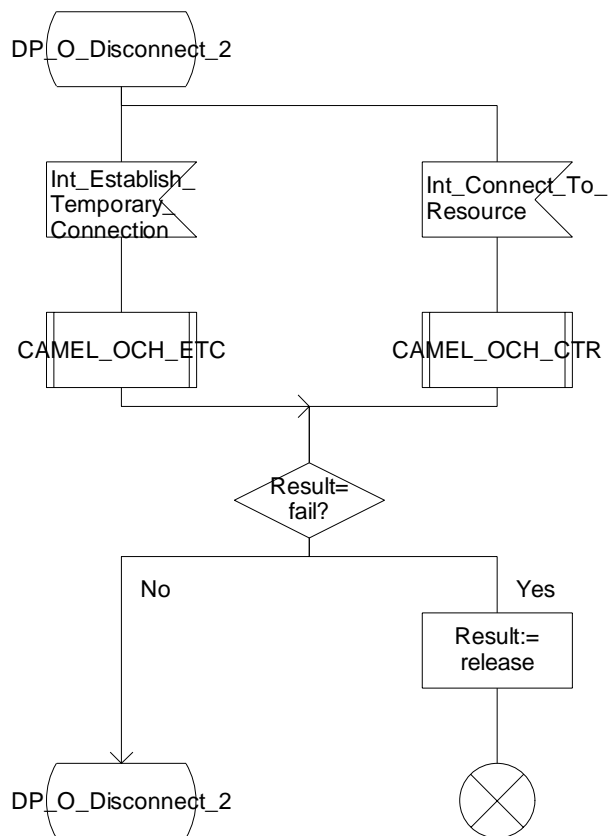 DP_O_Disconnect_2
Int_Establish_
Temporary_
Connection
Int_Connect_To_
Resource
CAMEL_OCH_ETC
CAMEL_OCH_CTR
Result=
fail?
No
Yes
Result:=
release
DP_O_Disconnect_2